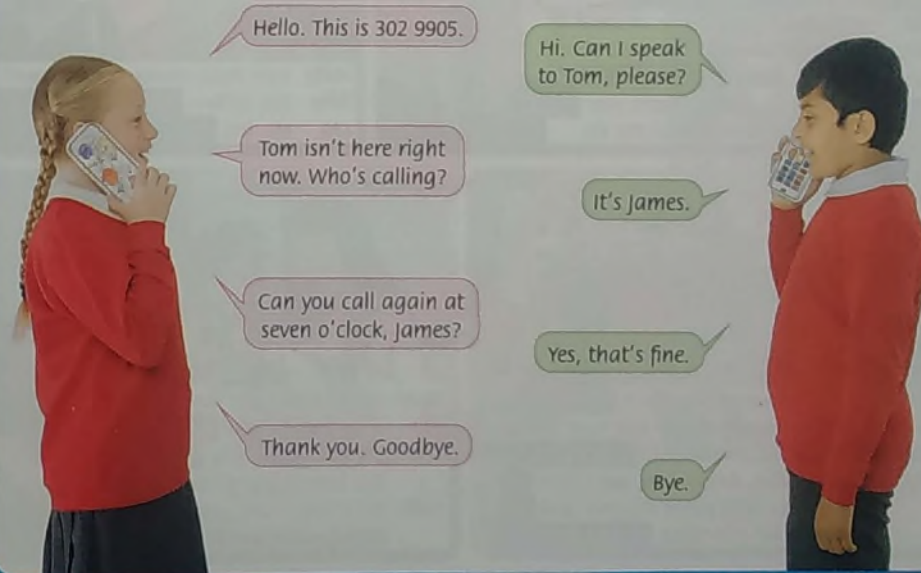 Hello. This is 302 9905.
Hi. Can I speak
to Tom, please?
Tom isn't here right
now. Who's calling?
It's James.
Can you call again at
seven o'clock, James?
Yes, that's fine.
Thank you. Goodbye.
Bye.